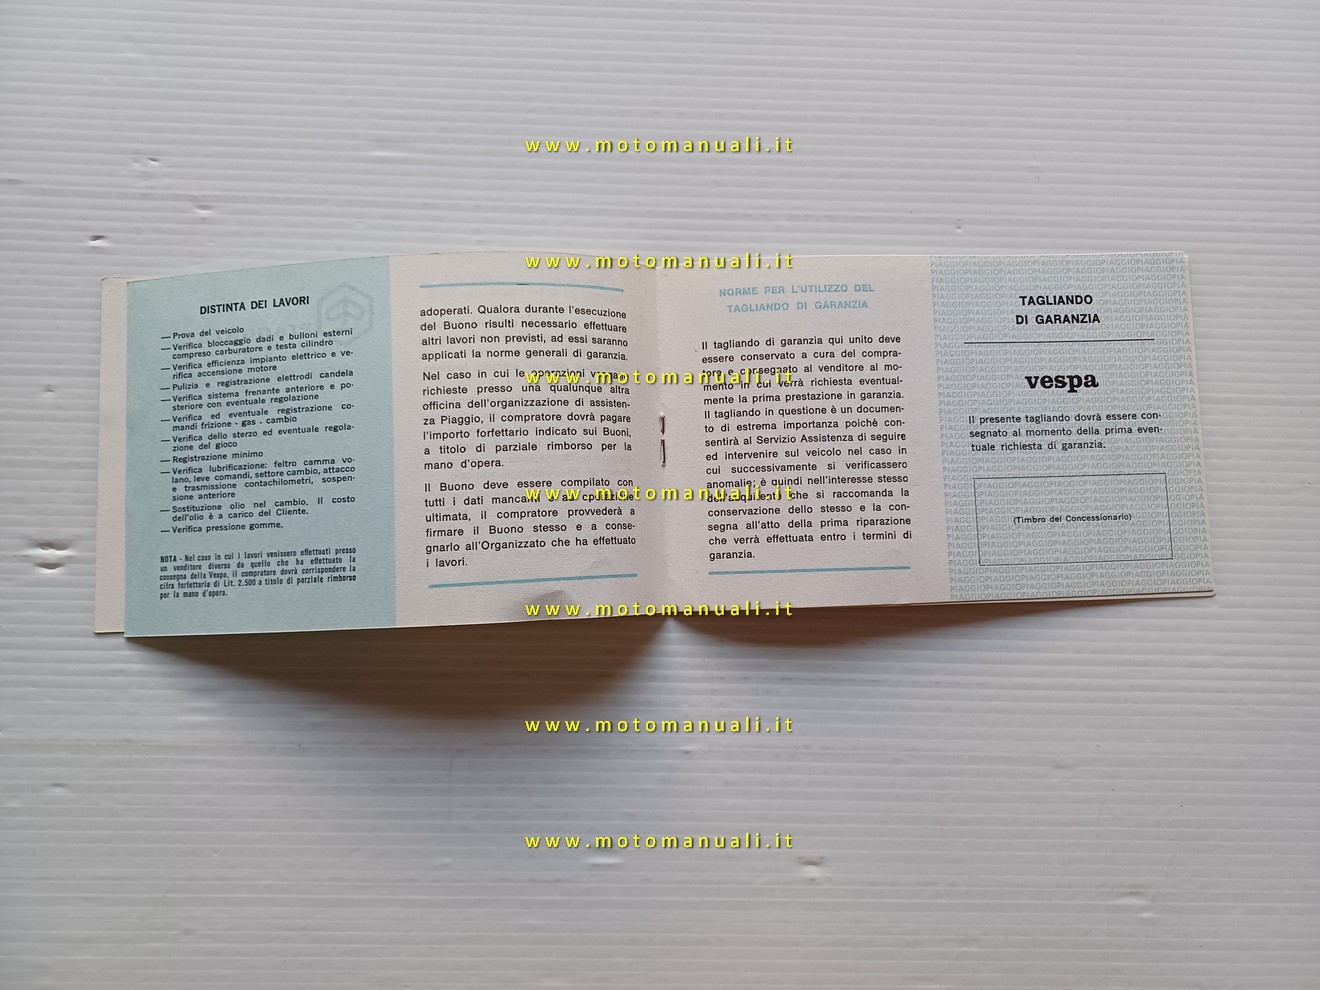 DISTINTA DEI LAVORI
— Prova del veicolo
— Verifica bloccaggio dadi e bulloni esterni
compreso carburatore e testa cilindro
— Verifica efficienza impianto elettrico e ve-
rifica accensione motore
— Pulizia e registrazione elettrodi candela
— Verifica sistema frenante anteriore e po-
steriore con eventuale regolazione
— Verifica ed eventuale registrazione co-
mandi frizione - gas - cambio
— Verifica dello sterzo ed eventuale regola-
zione del gioco
— Registrazione minimo
— Verifica lubrificazione: feltro camma vo-
lano, leve comandi, settore cambio, attacco
e trasmissione contachilometri, sospen-
sione anteriore
— Sostituzione olio nel cambio. Il costo
dell'olio è a carico del Cliente.
— Verifica pressione gomme.
NOTA - Nel caso in cui i lavori venissero effettuati presso
un venditore diverso da quello che ha effettuato la
consegna della Vespa, il compratore dovrà corrispondere la
cifra forfettaria di Lit. 2.500 a titolo di parziale rimborso
per la mano d'opera.
adoperati. Qualora durante l'esecuzione
del Buono risulti necessario effettuare
altri lavori non previsti, ad essi saranno
applicati la norme generali di garanzia.
Nel caso in cui le operazioni
richieste presso una qualunque altra
officina dell'organizzazione di assisten-
za Piaggio, il compratore dovrà pagare
l'importo forfettario indicato sui Buoni,
a titolo di parziale rimborso per la
mano d'opera.
Il Buono deve essere compilato con
tutti i dati mancanti e ad operazione
ultimata, il compratore provvederà a
firmare il Buono stesso e a conse-
gnarlo all'Organizzato che ha effettuato
i lavori.
NORME PER L'UTILIZZO DEL
TAGLIANDO DI GARANZIA
Il tagliando di garanzia qui unito deve
essere conservato a cura del compra-
tore e consegnato al venditore al mo-
mento in cui verrà richiesta eventual-
mente la prima prestazione in garanzia.
Il tagliando in questione è un documen-
to di estrema importanza poichè con-
sentirà al Servizio Assistenza di seguire
ed intervenire sul veicolo nel caso in
cui successivamente si verificassero
anomalie; è quindi nell'interesse stesso
dell'acquirente che si raccomanda la
conservazione dello stesso e la con-
segna all'atto della prima riparazione
che verrà effettuata entro i termini di
garanzia.
TAGLIANDO
DI GARANZIA
vespa
Il presente tagliando dovrà essere con-
segnato al momento della prima even-
tuale richiesta di garanzia.
(Timbro del Concessionario)
www.motomanuali.it
www.motomanuali.it
www.motomanuali.it
www.motomanuali.it
www.motomanuali.it
www.motomanuali.it
www.motomanuali.it